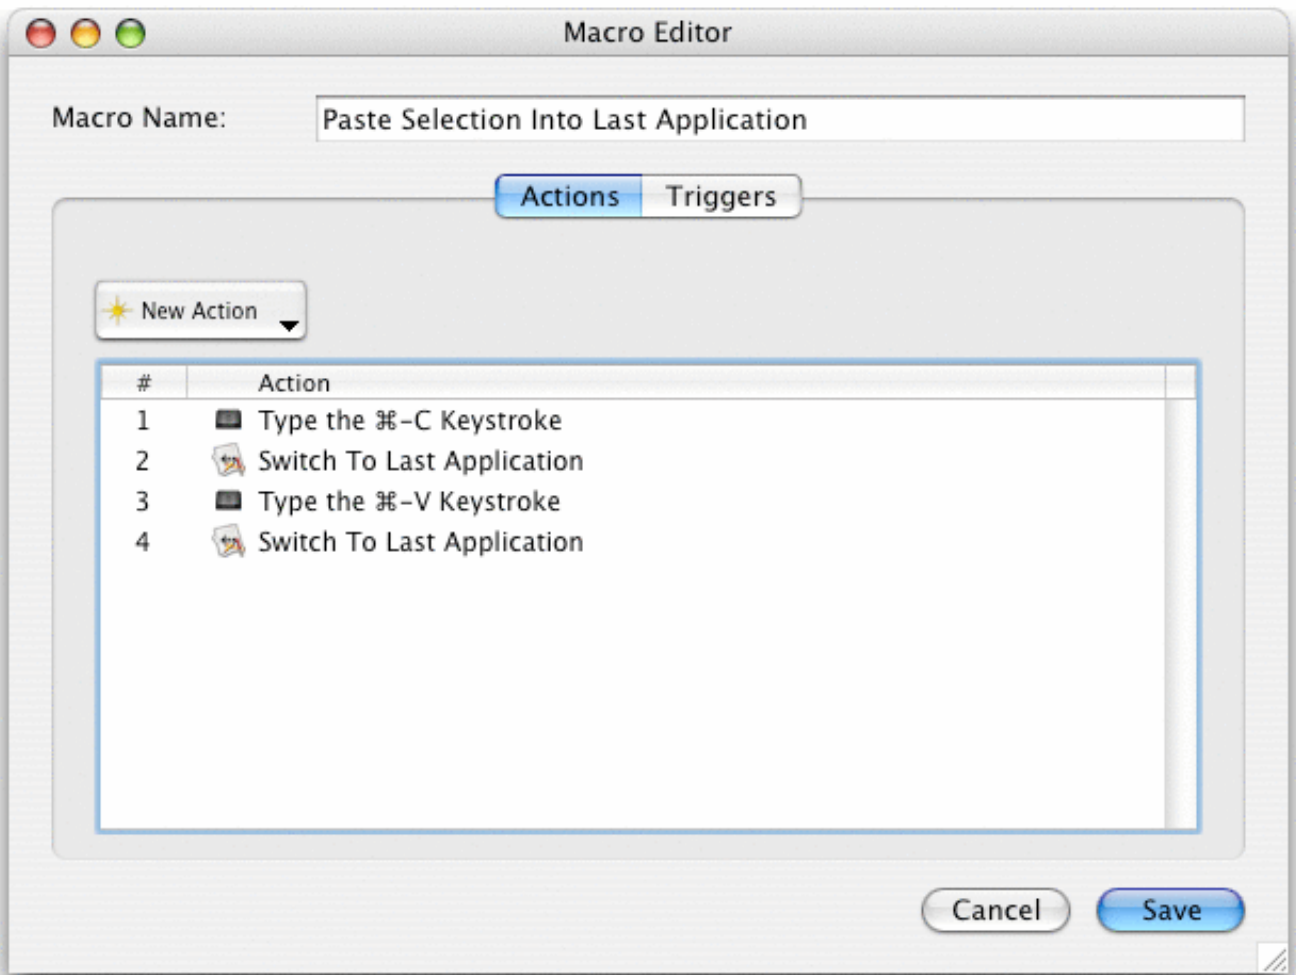 Macro Editor
Macro Name: Paste Selection Into Last Application
Actions Triggers
New Action
# Action
1 Type the ⌘-C Keystroke
2 Switch To Last Application
3 Type the ⌘-V Keystroke
4 Switch To Last Application
Cancel Save